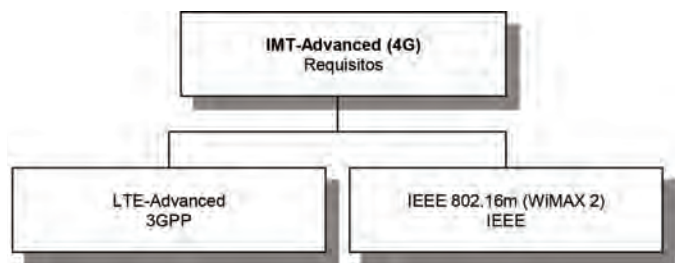 IMT-Advanced (4G)
Requisitos
LTE-Advanced
3GPP
IEEE 802.16m (WiMAX 2)
IEEE